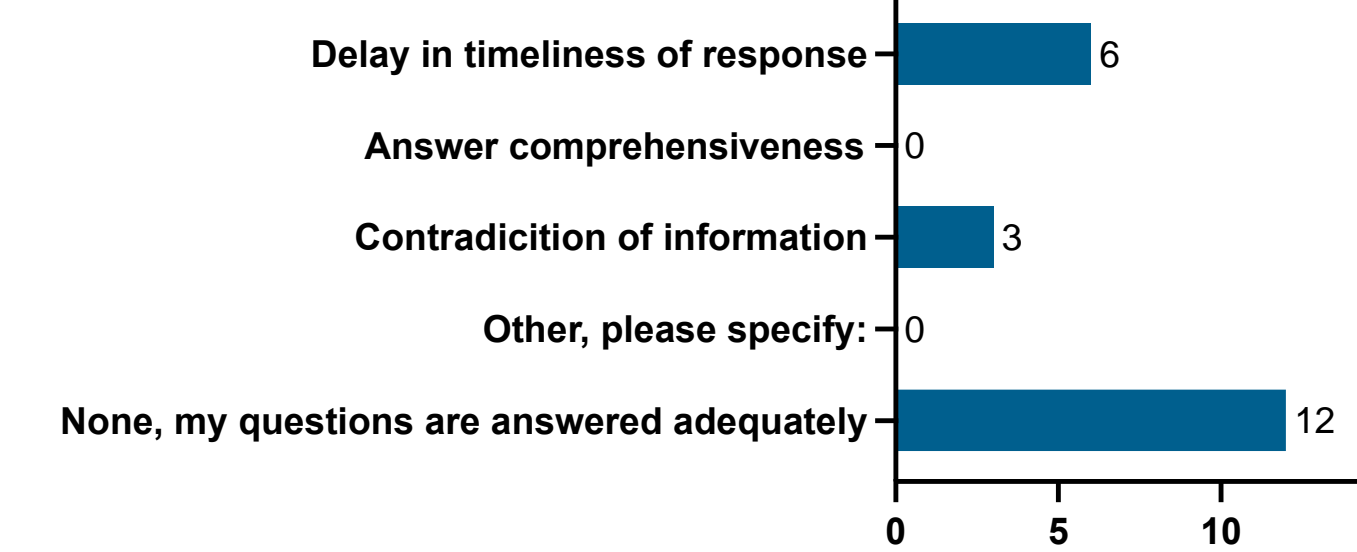 Delay in timeliness of response 6
Answer comprehensiveness 0
Contradicition of information 3
Other, please specify: 0
None, my questions are answered adequately 12
0 5 10